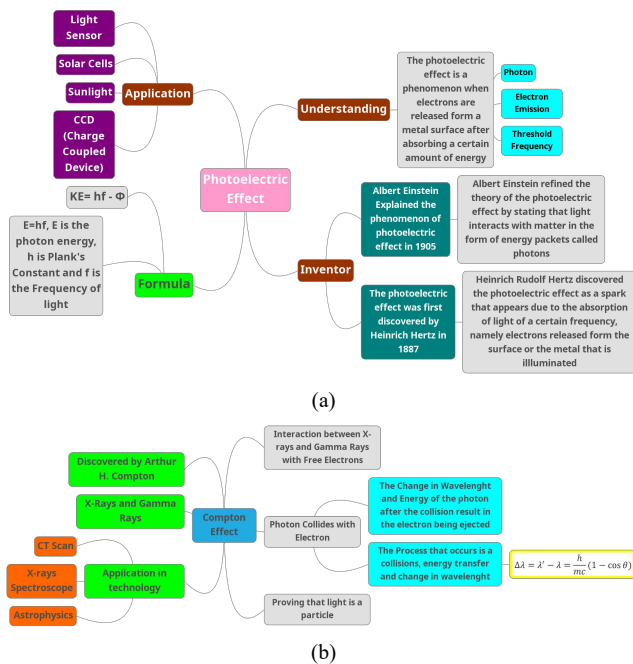 Light
Sensor
Solar Cells
Sunlight
CCD
(Charge
Coupled
Device)
Application
KE= hf - Φ
E=hf, E is the
photon energy,
h is Plank's
Constant and f is
the Frequency of
light
Formula
Photoelectric
Effect
Understanding
The photoelectric
effect is a
phenomenon when
electrons are
released form a
metal surface after
absorbing a certain
amount of energy
Photon
Electron
Emission
Threshold
Frequency
Inventor
Albert Einstein
Explained the
phenomenon of
photoelectric
effect in 1905
Albert Einstein refined the
theory of the photoelectric
effect by stating that light
interacts with matter in the
form of energy packets called
photons
The photoelectric
effect was first
discovered by
Heinrich Hertz in
1887
Heinrich Rudolf Hertz discovered
the photoelectric effect as a spark
that appears due to the absorption
of light of a certain frequency,
namely electrons released form the
surface or the metal that is
illluminated
(a)
Discovered by Arthur
H. Compton
X-Rays and Gamma
Rays
CT Scan
X-rays
Spectroscope
Astrophysics
Application in
technology
Compton
Effect
Interaction between X-
rays and Gamma Rays
with Free Electrons
Photon Collides with
Electron
The Change in Wavelenght
and Energy of the photon
after the collision result in
the electron being ejected
The Process that occurs is a
collisions, energy transfer
and change in wavelenght
Δλ = λ′ − λ = h/mc (1 − cos θ)
Proving that light is a
particle
(b)